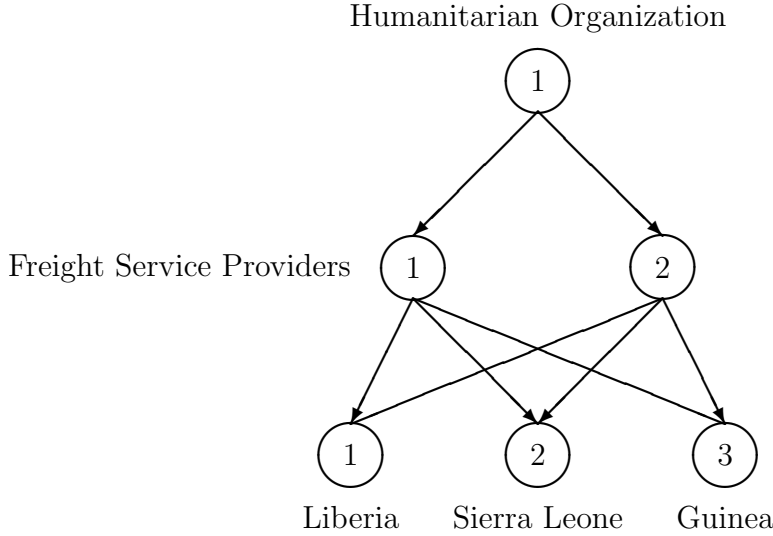 Humanitarian Organization
1
Freight Service Providers 1 2
1 2 3
Liberia Sierra Leone Guinea